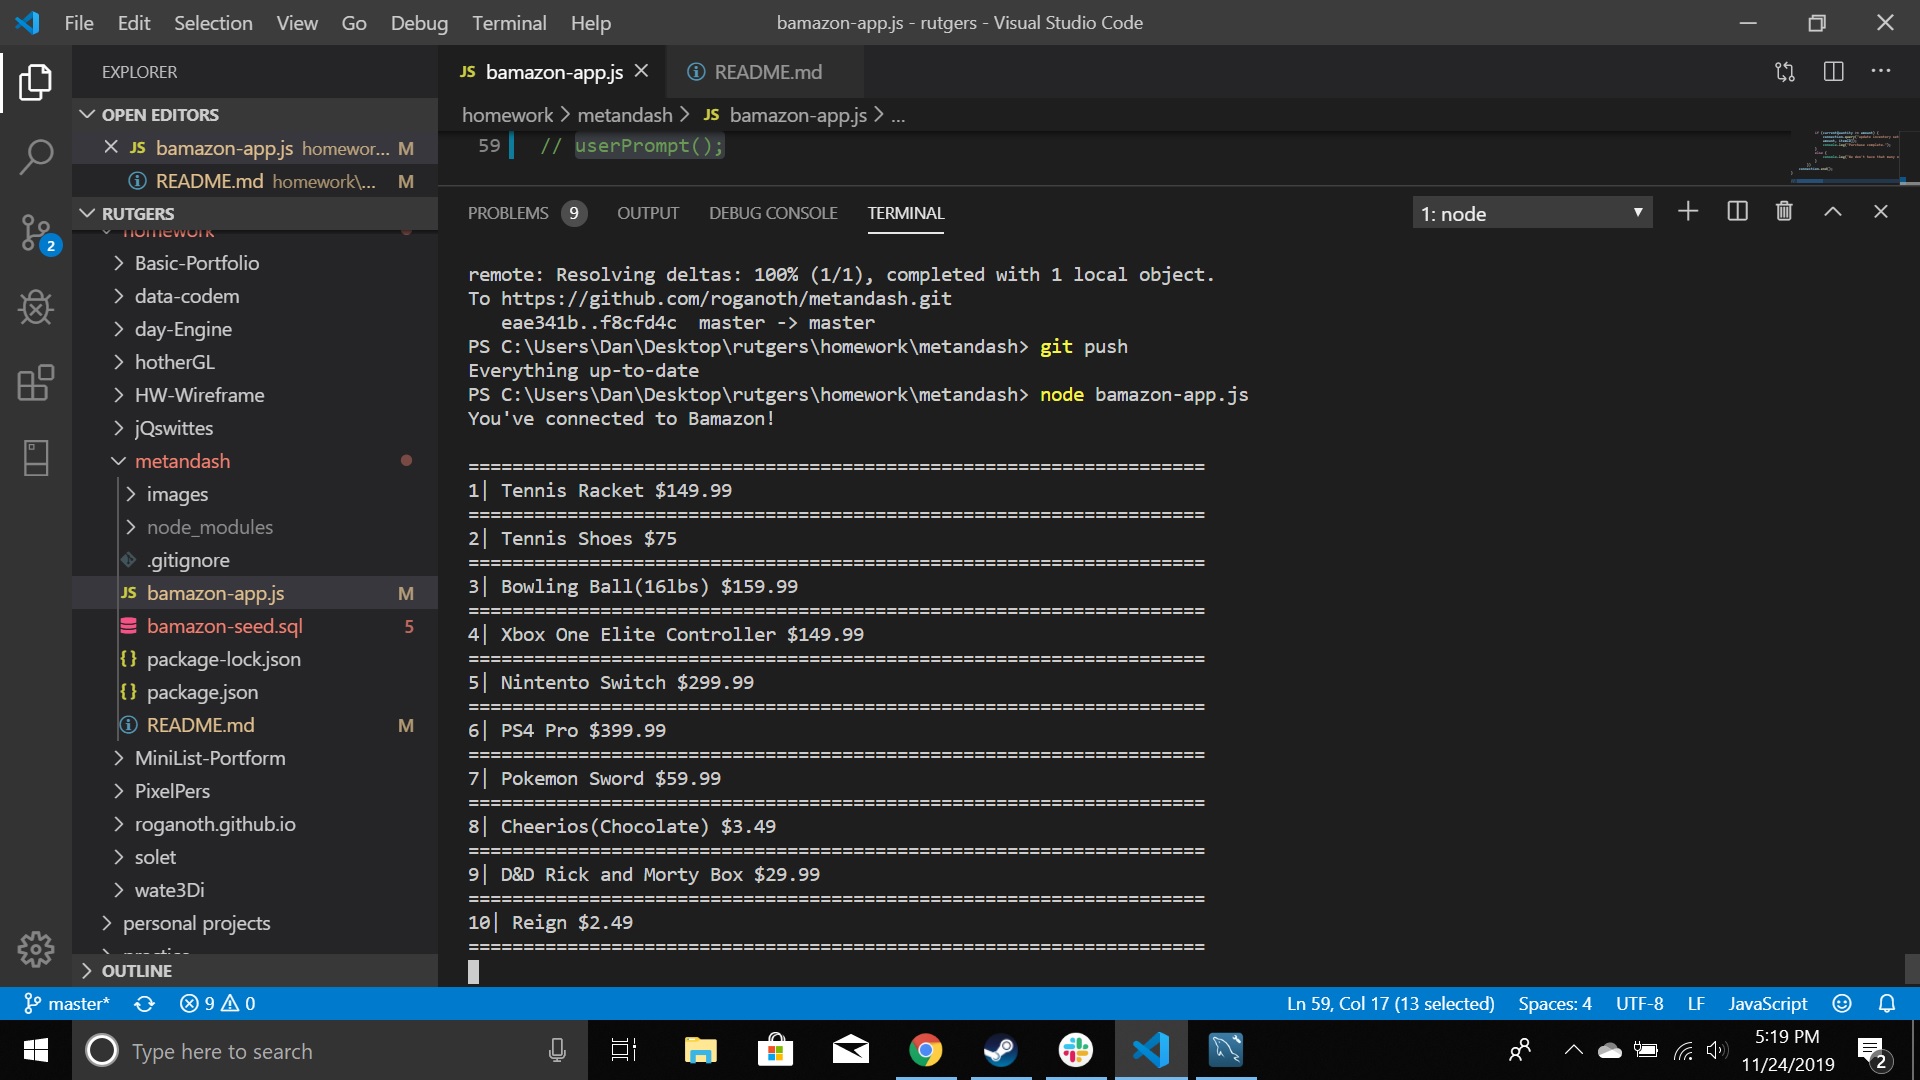 File Edit Selection View Go Debug Terminal Help
bamazon-app.js - rutgers - Visual Studio Code
EXPLORER
OPEN EDITORS
JS bamazon-app.js homewor... M
README.md homework\... M
RUTGERS
homework
Basic-Portfolio
data-codem
day-Engine
hotherGL
HW-Wireframe
jQswittes
metandash
images
node_modules
.gitignore
JS bamazon-app.js M
bamazon-seed.sql 5
{} package-lock.json
{} package.json
README.md M
MiniList-Portform
PixelPers
roganoth.github.io
solet
wate3Di
personal projects
OUTLINE
2
JS bamazon-app.js
README.md
homework > metandash > JS bamazon-app.js > ...
59 // userPrompt();
PROBLEMS 9 OUTPUT DEBUG CONSOLE TERMINAL
1: node
remote: Resolving deltas: 100% (1/1), completed with 1 local object.
To https://github.com/roganoth/metandash.git
eae341b..f8cfd4c master -> master
PS C:\Users\Dan\Desktop\rutgers\homework\metandash> git push
Everything up-to-date
PS C:\Users\Dan\Desktop\rutgers\homework\metandash> node bamazon-app.js
You've connected to Bamazon!
===================================================================
1| Tennis Racket $149.99
===================================================================
2| Tennis Shoes $75
===================================================================
3| Bowling Ball(16lbs) $159.99
===================================================================
4| Xbox One Elite Controller $149.99
===================================================================
5| Nintento Switch $299.99
===================================================================
6| PS4 Pro $399.99
===================================================================
7| Pokemon Sword $59.99
===================================================================
8| Cheerios(Chocolate) $3.49
===================================================================
9| D&D Rick and Morty Box $29.99
===================================================================
10| Reign $2.49
===================================================================
master* 9 0
Ln 59, Col 17 (13 selected) Spaces: 4 UTF-8 LF JavaScript
Type here to search
5:19 PM
11/24/2019
2